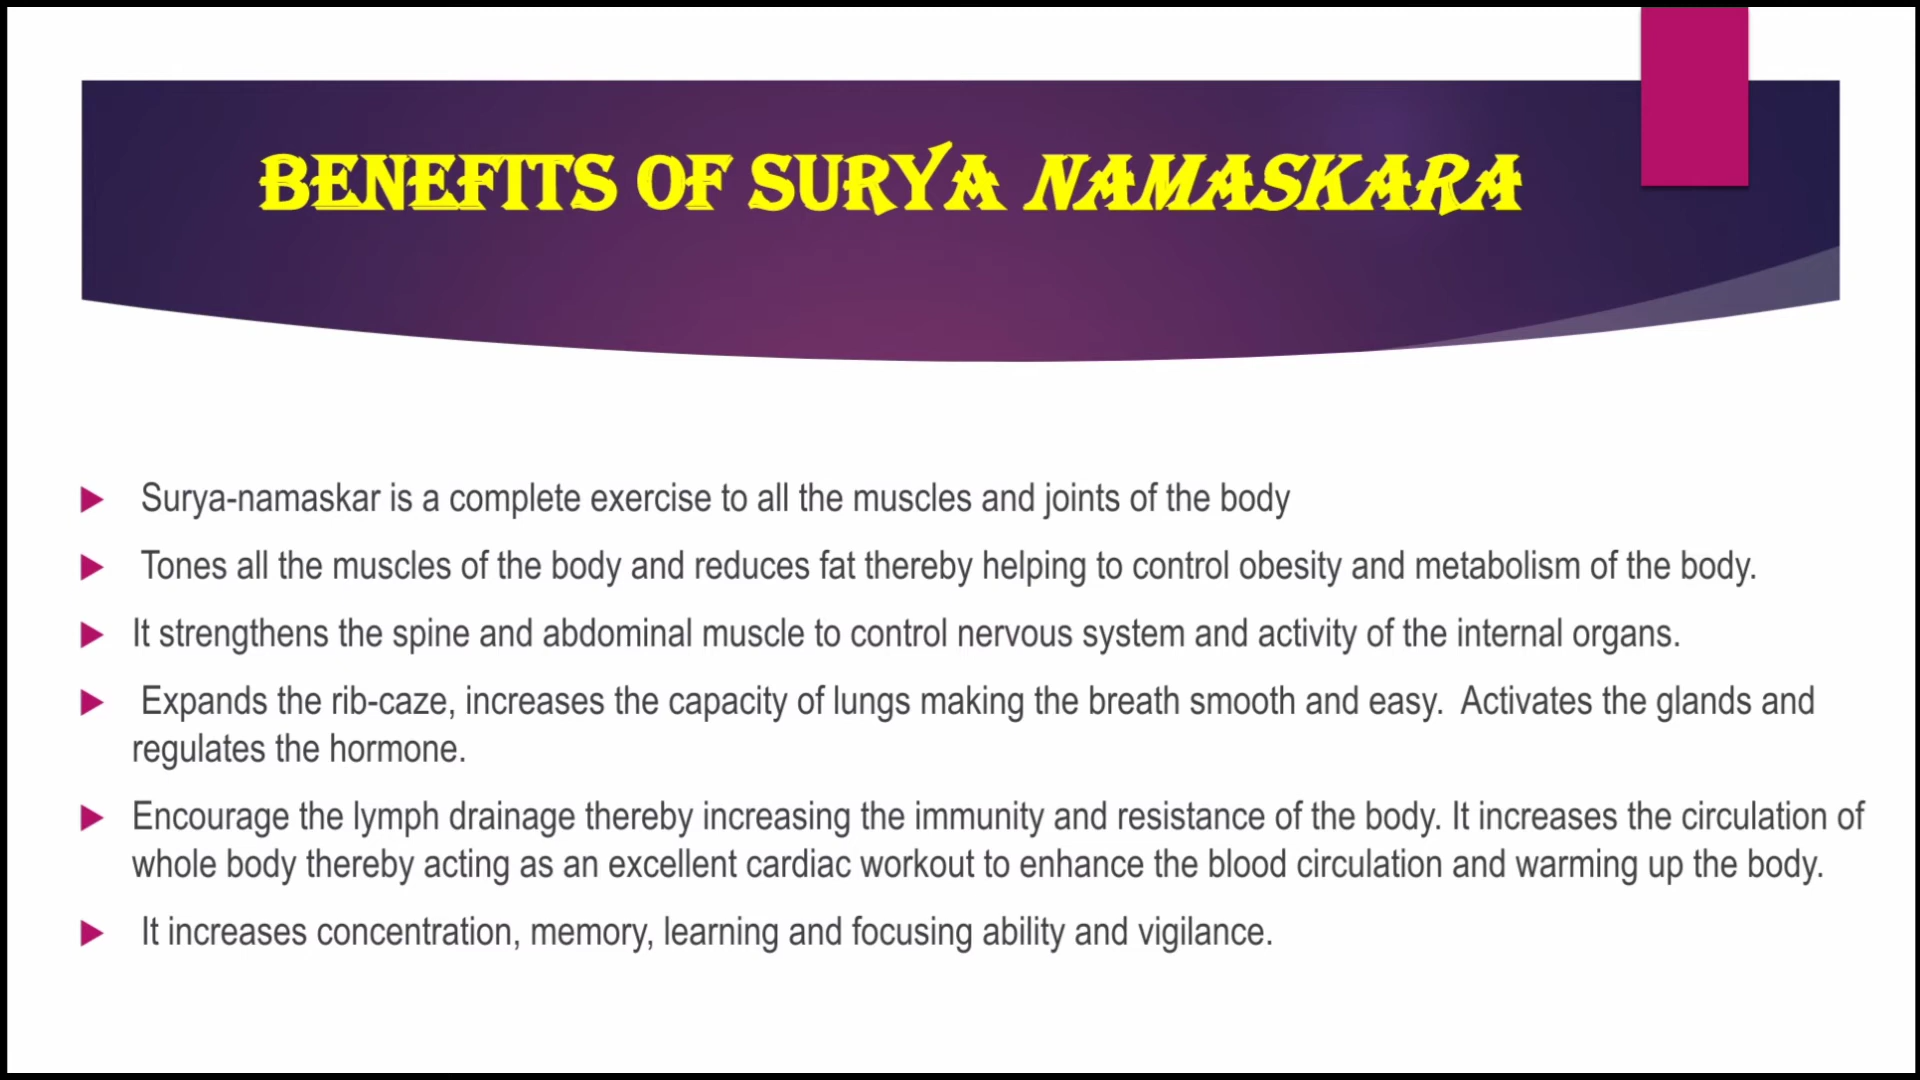 BENEFITS OF SURYA NAMASKARA
Surya-namaskar is a complete exercise to all the muscles and joints of the body
Tones all the muscles of the body and reduces fat thereby helping to control obesity and metabolism of the body.
It strengthens the spine and abdominal muscle to control nervous system and activity of the internal organs.
Expands the rib-caze, increases the capacity of lungs making the breath smooth and easy.  Activates the glands and
regulates the hormone.
Encourage the lymph drainage thereby increasing the immunity and resistance of the body. It increases the circulation of
whole body thereby acting as an excellent cardiac workout to enhance the blood circulation and warming up the body.
It increases concentration, memory, learning and focusing ability and vigilance.